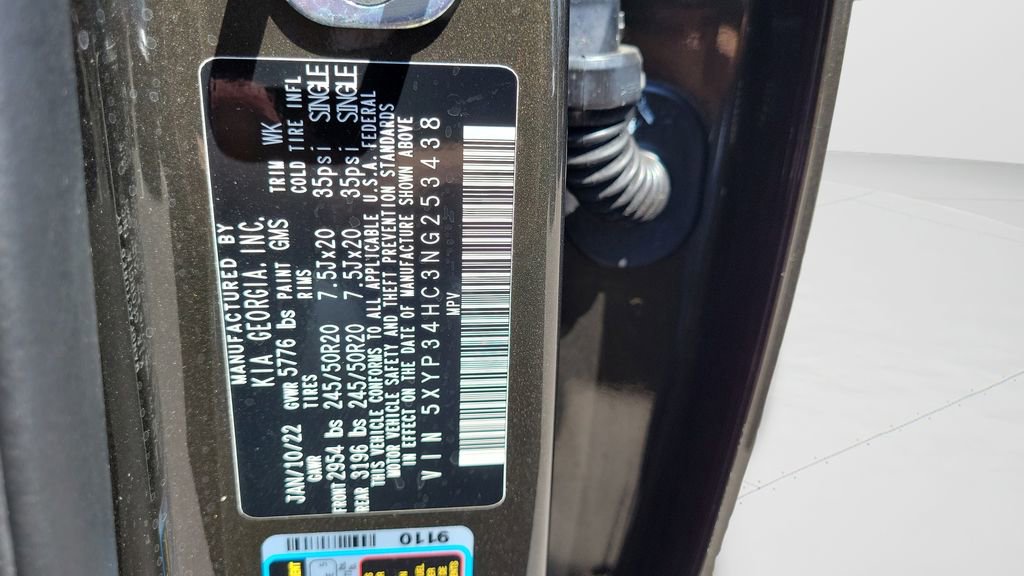 MANUFACTURED BY
KIA GEORGIA, INC.
JAN/10/22 GVWR 5776 lbs PAINT GMS TRIM WK
GAWR TIRES RIMS COLD TIRE INFL
FRONT 2954 lbs 245/50R20 7.5Jx20 35psi SINGLE
REAR 3196 lbs 245/50R20 7.5Jx20 35psi SINGLE
THIS VEHICLE CONFORMS TO ALL APPLICABLE U.S.A. FEDERAL
MOTOR VEHICLE SAFETY AND THEFT PREVENTION STANDARDS
IN EFFECT ON THE DATE OF MANUFACTURE SHOWN ABOVE
VIN 5XYP34HC3NG253438
MPV
9110